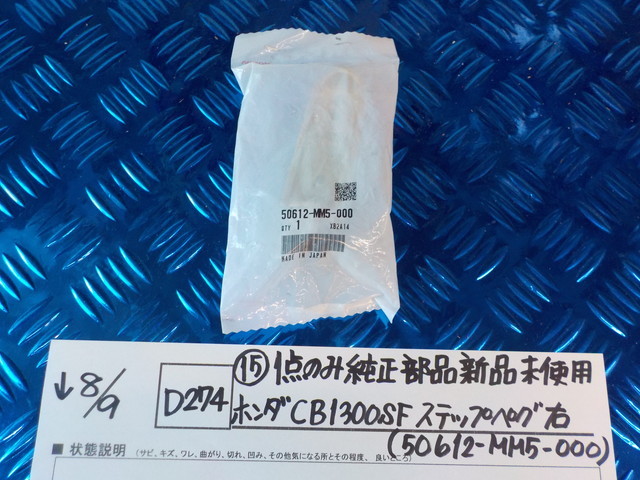 50612-MM5-000
QTY 1 XB2A14
MADE IN JAPAN
↓8/9
D274
⑮ 1点のみ純正部品新品未使用
ホンダCB1300SF ステップペグ右
(50612-MM5-000)
■ 状態説明 (サビ、キズ、ワレ、曲がり、切れ、凹み、その他気になる所とその程度、良いところ)